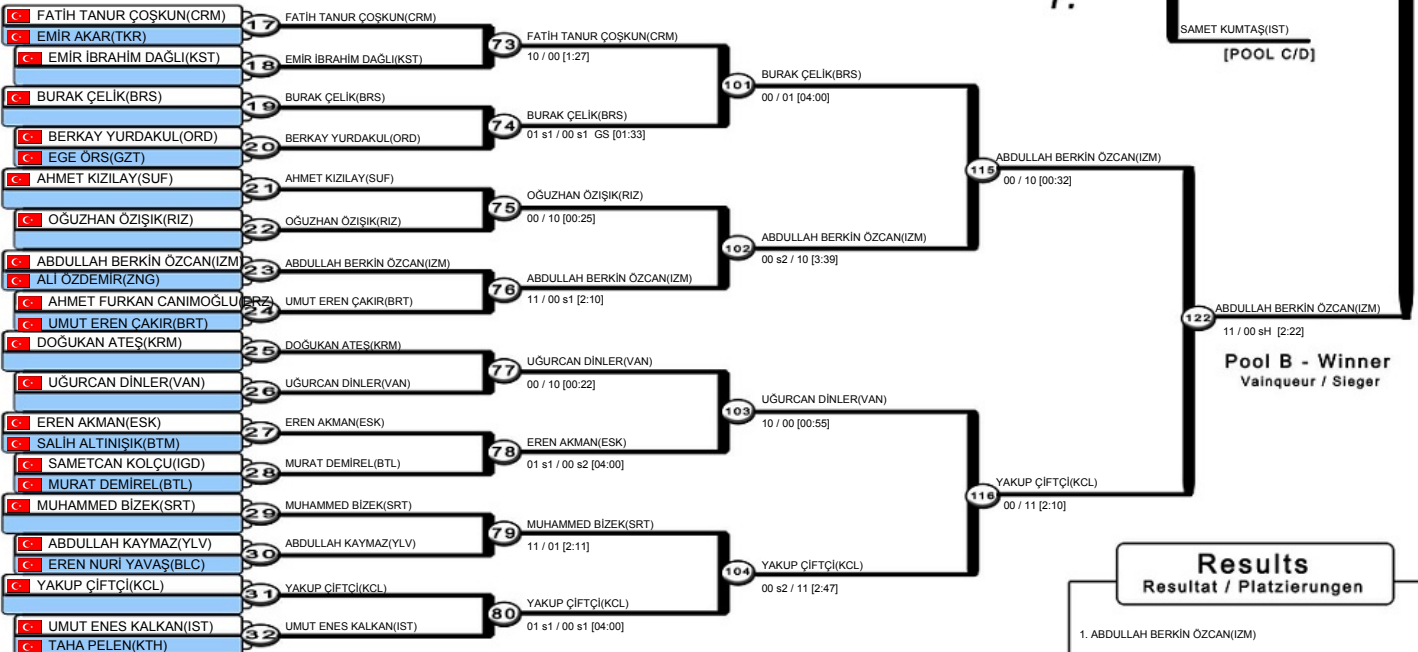 FATİH TANUR ÇOŞKUN(CRM)
EMİR AKAR(TKR)
EMİR İBRAHİM DAĞLI(KST)
BURAK ÇELİK(BRS)
BERKAY YURDAKUL(ORD)
EGE ÖRS(GZT)
AHMET KIZILAY(SUF)
OĞUZHAN ÖZIŞIK(RIZ)
ABDULLAH BERKİN ÖZCAN(IZM)
ALİ ÖZDEMİR(ZNG)
AHMET FURKAN CANIMOĞLU(ERZ)
UMUT EREN ÇAKIR(BRT)
DOĞUKAN ATEŞ(KRM)
UĞURCAN DİNLER(VAN)
EREN AKMAN(ESK)
SALİH ALTINIŞIK(BTM)
SAMETCAN KOLÇU(IGD)
MURAT DEMİREL(BTL)
MUHAMMED BİZEK(SRT)
ABDULLAH KAYMAZ(YLV)
EREN NURİ YAVAŞ(BLC)
YAKUP ÇİFTÇİ(KCL)
UMUT ENES KALKAN(IST)
TAHA PELEN(KTH)
17 FATİH TANUR ÇOŞKUN(CRM)
18 EMİR İBRAHİM DAĞLI(KST)
19 BURAK ÇELİK(BRS)
20 BERKAY YURDAKUL(ORD)
21 AHMET KIZILAY(SUF)
22 OĞUZHAN ÖZIŞIK(RIZ)
23 ABDULLAH BERKİN ÖZCAN(IZM)
24 UMUT EREN ÇAKIR(BRT)
25 DOĞUKAN ATEŞ(KRM)
26 UĞURCAN DİNLER(VAN)
27 EREN AKMAN(ESK)
28 MURAT DEMİREL(BTL)
29 MUHAMMED BİZEK(SRT)
30 ABDULLAH KAYMAZ(YLV)
31 YAKUP ÇİFTÇİ(KCL)
32 UMUT ENES KALKAN(IST)
73 FATİH TANUR ÇOŞKUN(CRM)
10 / 00 [1:27]
74 BURAK ÇELİK(BRS)
01 s1 / 00 s1 GS [01:33]
75 OĞUZHAN ÖZIŞIK(RIZ)
00 / 10 [00:25]
76 ABDULLAH BERKİN ÖZCAN(IZM)
11 / 00 s1 [2:10]
77 UĞURCAN DİNLER(VAN)
00 / 10 [00:22]
78 EREN AKMAN(ESK)
01 s1 / 00 s2 [04:00]
79 MUHAMMED BİZEK(SRT)
11 / 01 [2:11]
80 YAKUP ÇİFTÇİ(KCL)
01 s1 / 00 s1 [04:00]
101 BURAK ÇELİK(BRS)
00 / 01 [04:00]
102 ABDULLAH BERKİN ÖZCAN(IZM)
00 s2 / 10 [3:39]
103 UĞURCAN DİNLER(VAN)
10 / 00 [00:55]
104 YAKUP ÇİFTÇİ(KCL)
00 s2 / 11 [2:47]
115 ABDULLAH BERKİN ÖZCAN(IZM)
00 / 10 [00:32]
116 YAKUP ÇİFTÇİ(KCL)
00 / 11 [2:10]
SAMET KUMTAŞ(IST)
[POOL C/D]
122 ABDULLAH BERKİN ÖZCAN(IZM)
11 / 00 sH [2:22]
Pool B - Winner
Vainqueur / Sieger
Results
Resultat / Platzierungen
1. ABDULLAH BERKİN ÖZCAN(IZM)